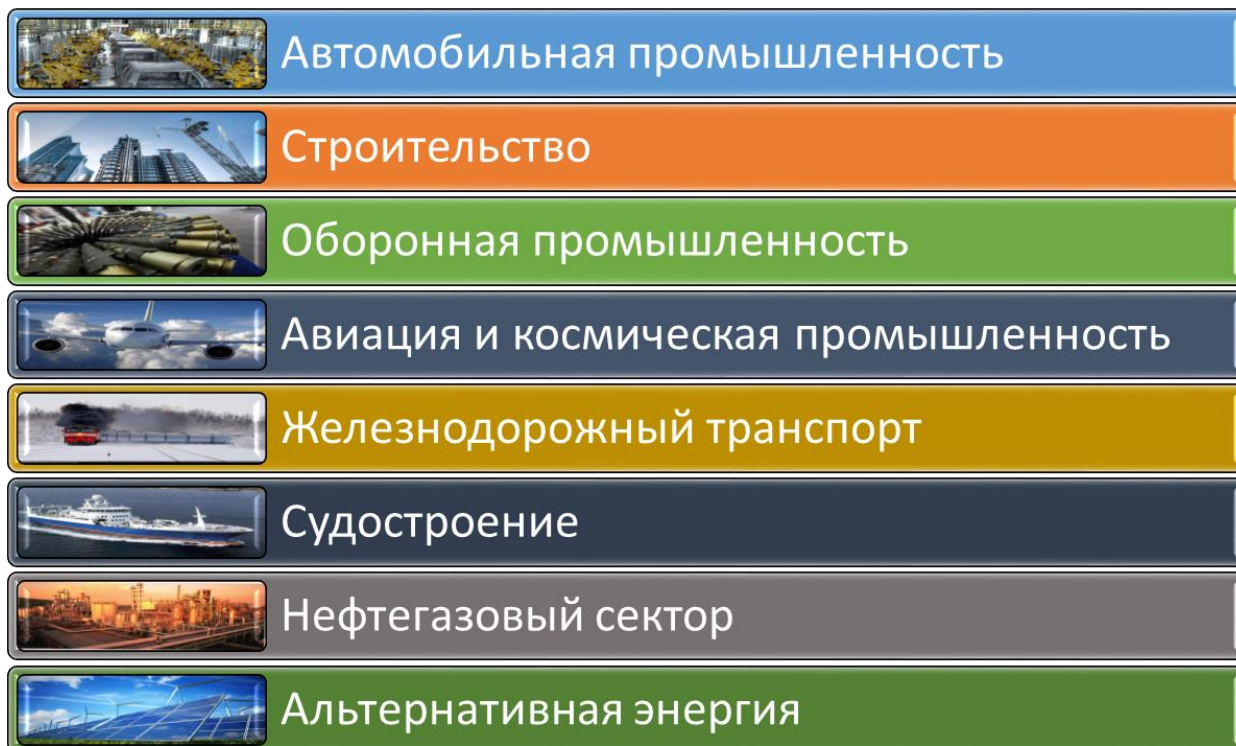 Автомобильная промышленность
Строительство
Оборонная промышленность
Авиация и космическая промышленность
Железнодорожный транспорт
Судостроение
Нефтегазовый сектор
Альтернативная энергия